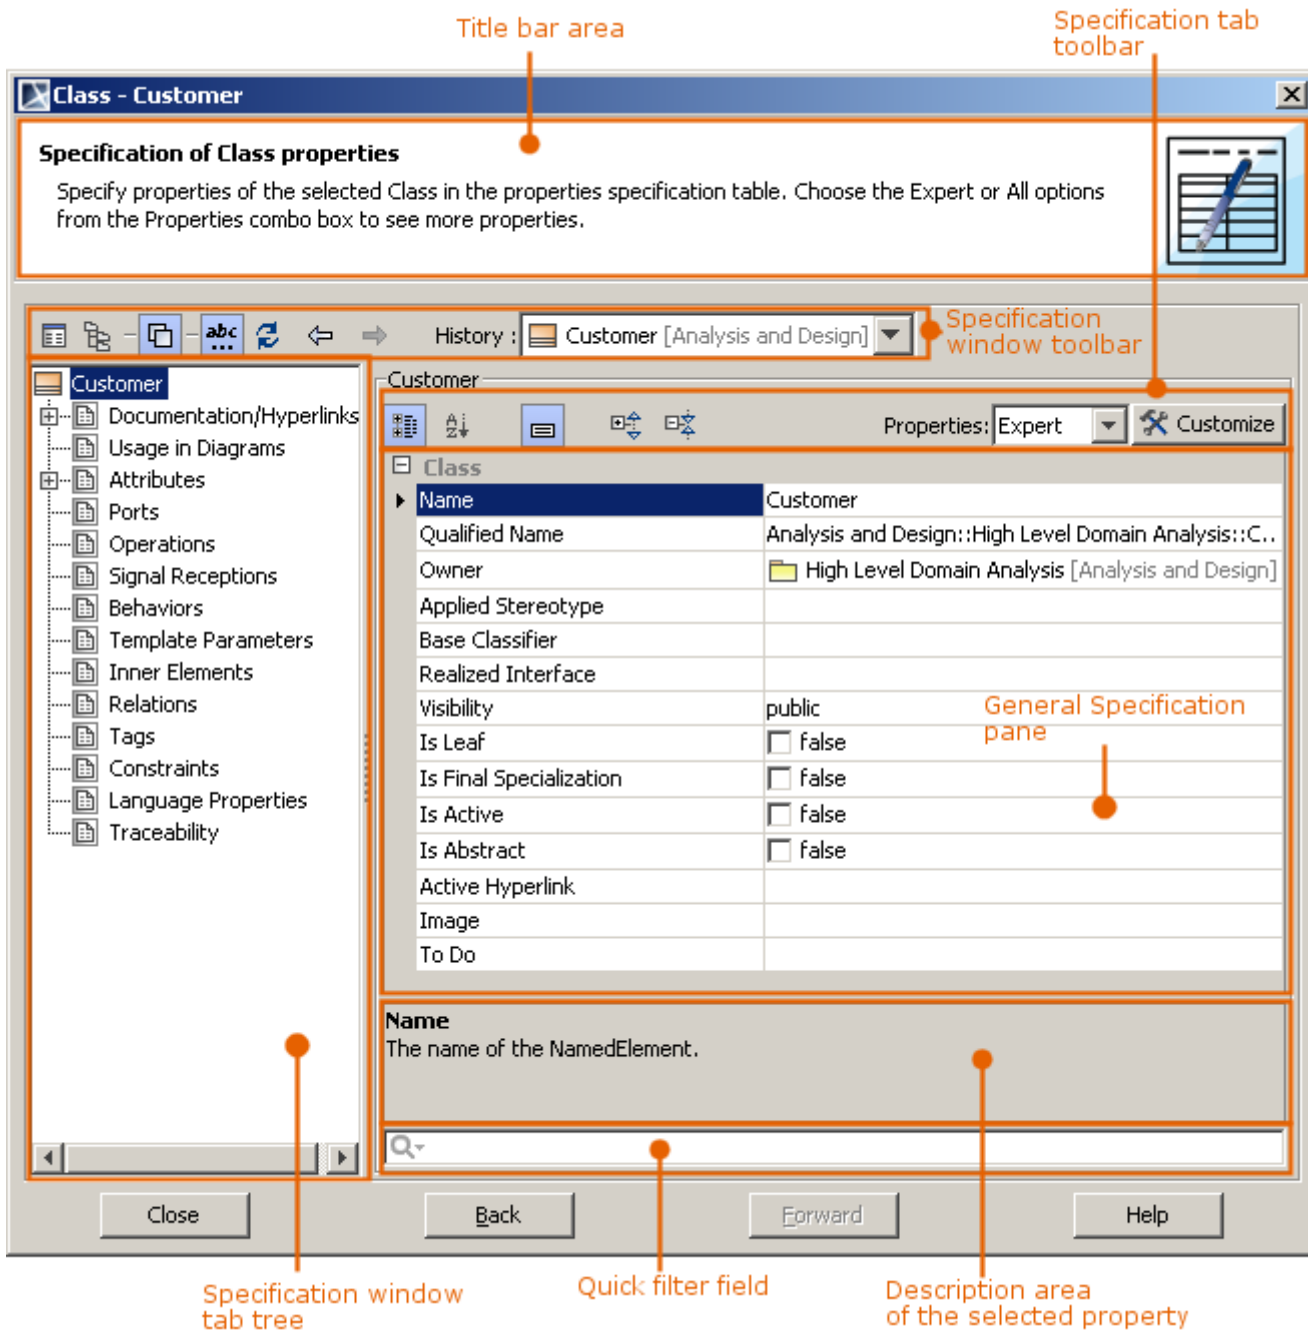 Title bar area
Specification tab
toolbar
Class - Customer
Specification of Class properties
Specify properties of the selected Class in the properties specification table. Choose the Expert or All options
from the Properties combo box to see more properties.
abc
History : Customer [Analysis and Design]
Specification
window toolbar
Customer
Documentation/Hyperlinks
Usage in Diagrams
Attributes
Ports
Operations
Signal Receptions
Behaviors
Template Parameters
Inner Elements
Relations
Tags
Constraints
Language Properties
Traceability
Customer
Properties: Expert Customize
Class
Name Customer
Qualified Name Analysis and Design::High Level Domain Analysis::C...
Owner High Level Domain Analysis [Analysis and Design]
Applied Stereotype
Base Classifier
Realized Interface
Visibility public
Is Leaf false
Is Final Specialization false
Is Active false
Is Abstract false
Active Hyperlink
Image
To Do
General Specification
pane
Name
The name of the NamedElement.
Close Back Forward Help
Specification window
tab tree
Quick filter field
Description area
of the selected property